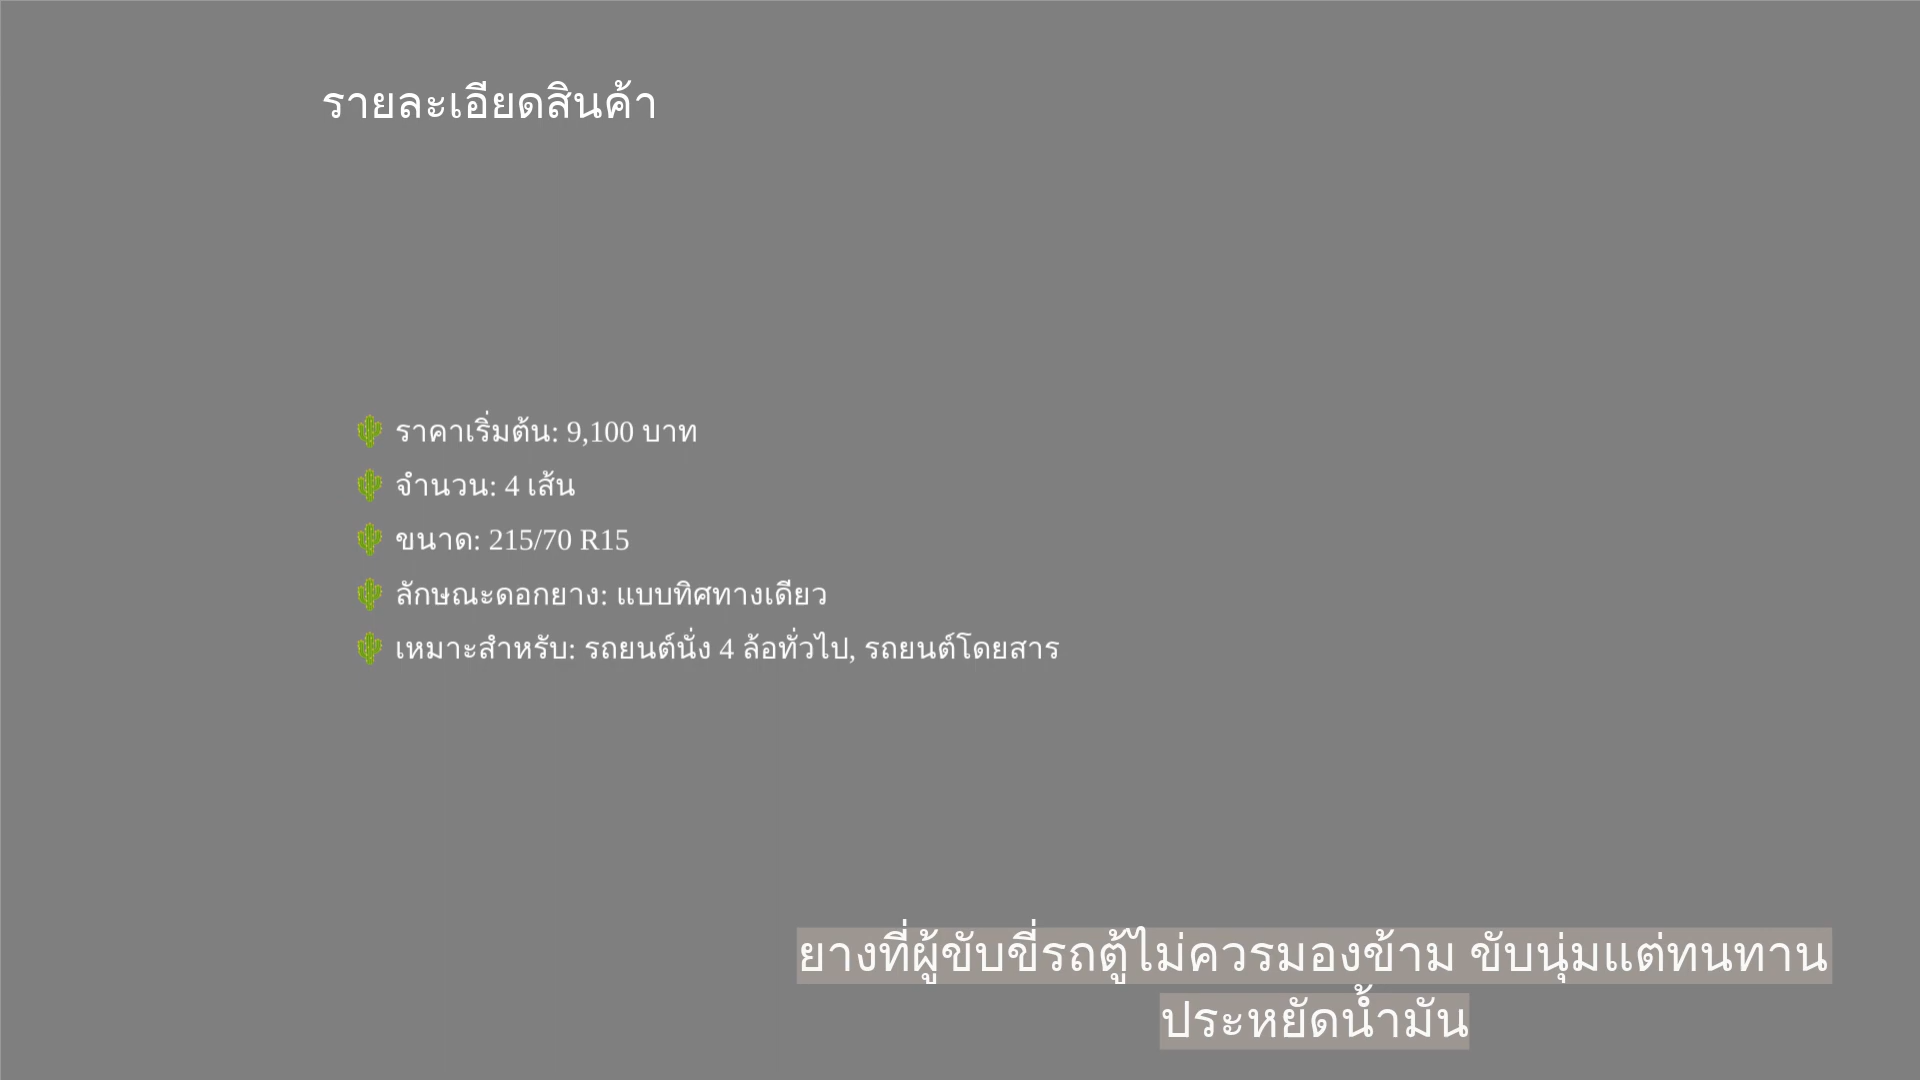 รายละเอียดสินค้า
🌵 ราคาเริ่มต้น: 9,100 บาท
🌵 จำนวน: 4 เส้น
🌵 ขนาด: 215/70 R15
🌵 ลักษณะดอกยาง: แบบทิศทางเดียว
🌵 เหมาะสำหรับ: รถยนต์นั่ง 4 ล้อทั่วไป, รถยนต์โดยสาร
ยางที่ผู้ขับขี่รถตู้ไม่ควรมองข้าม ขับนุ่มแต่ทนทาน
ประหยัดน้ำมัน